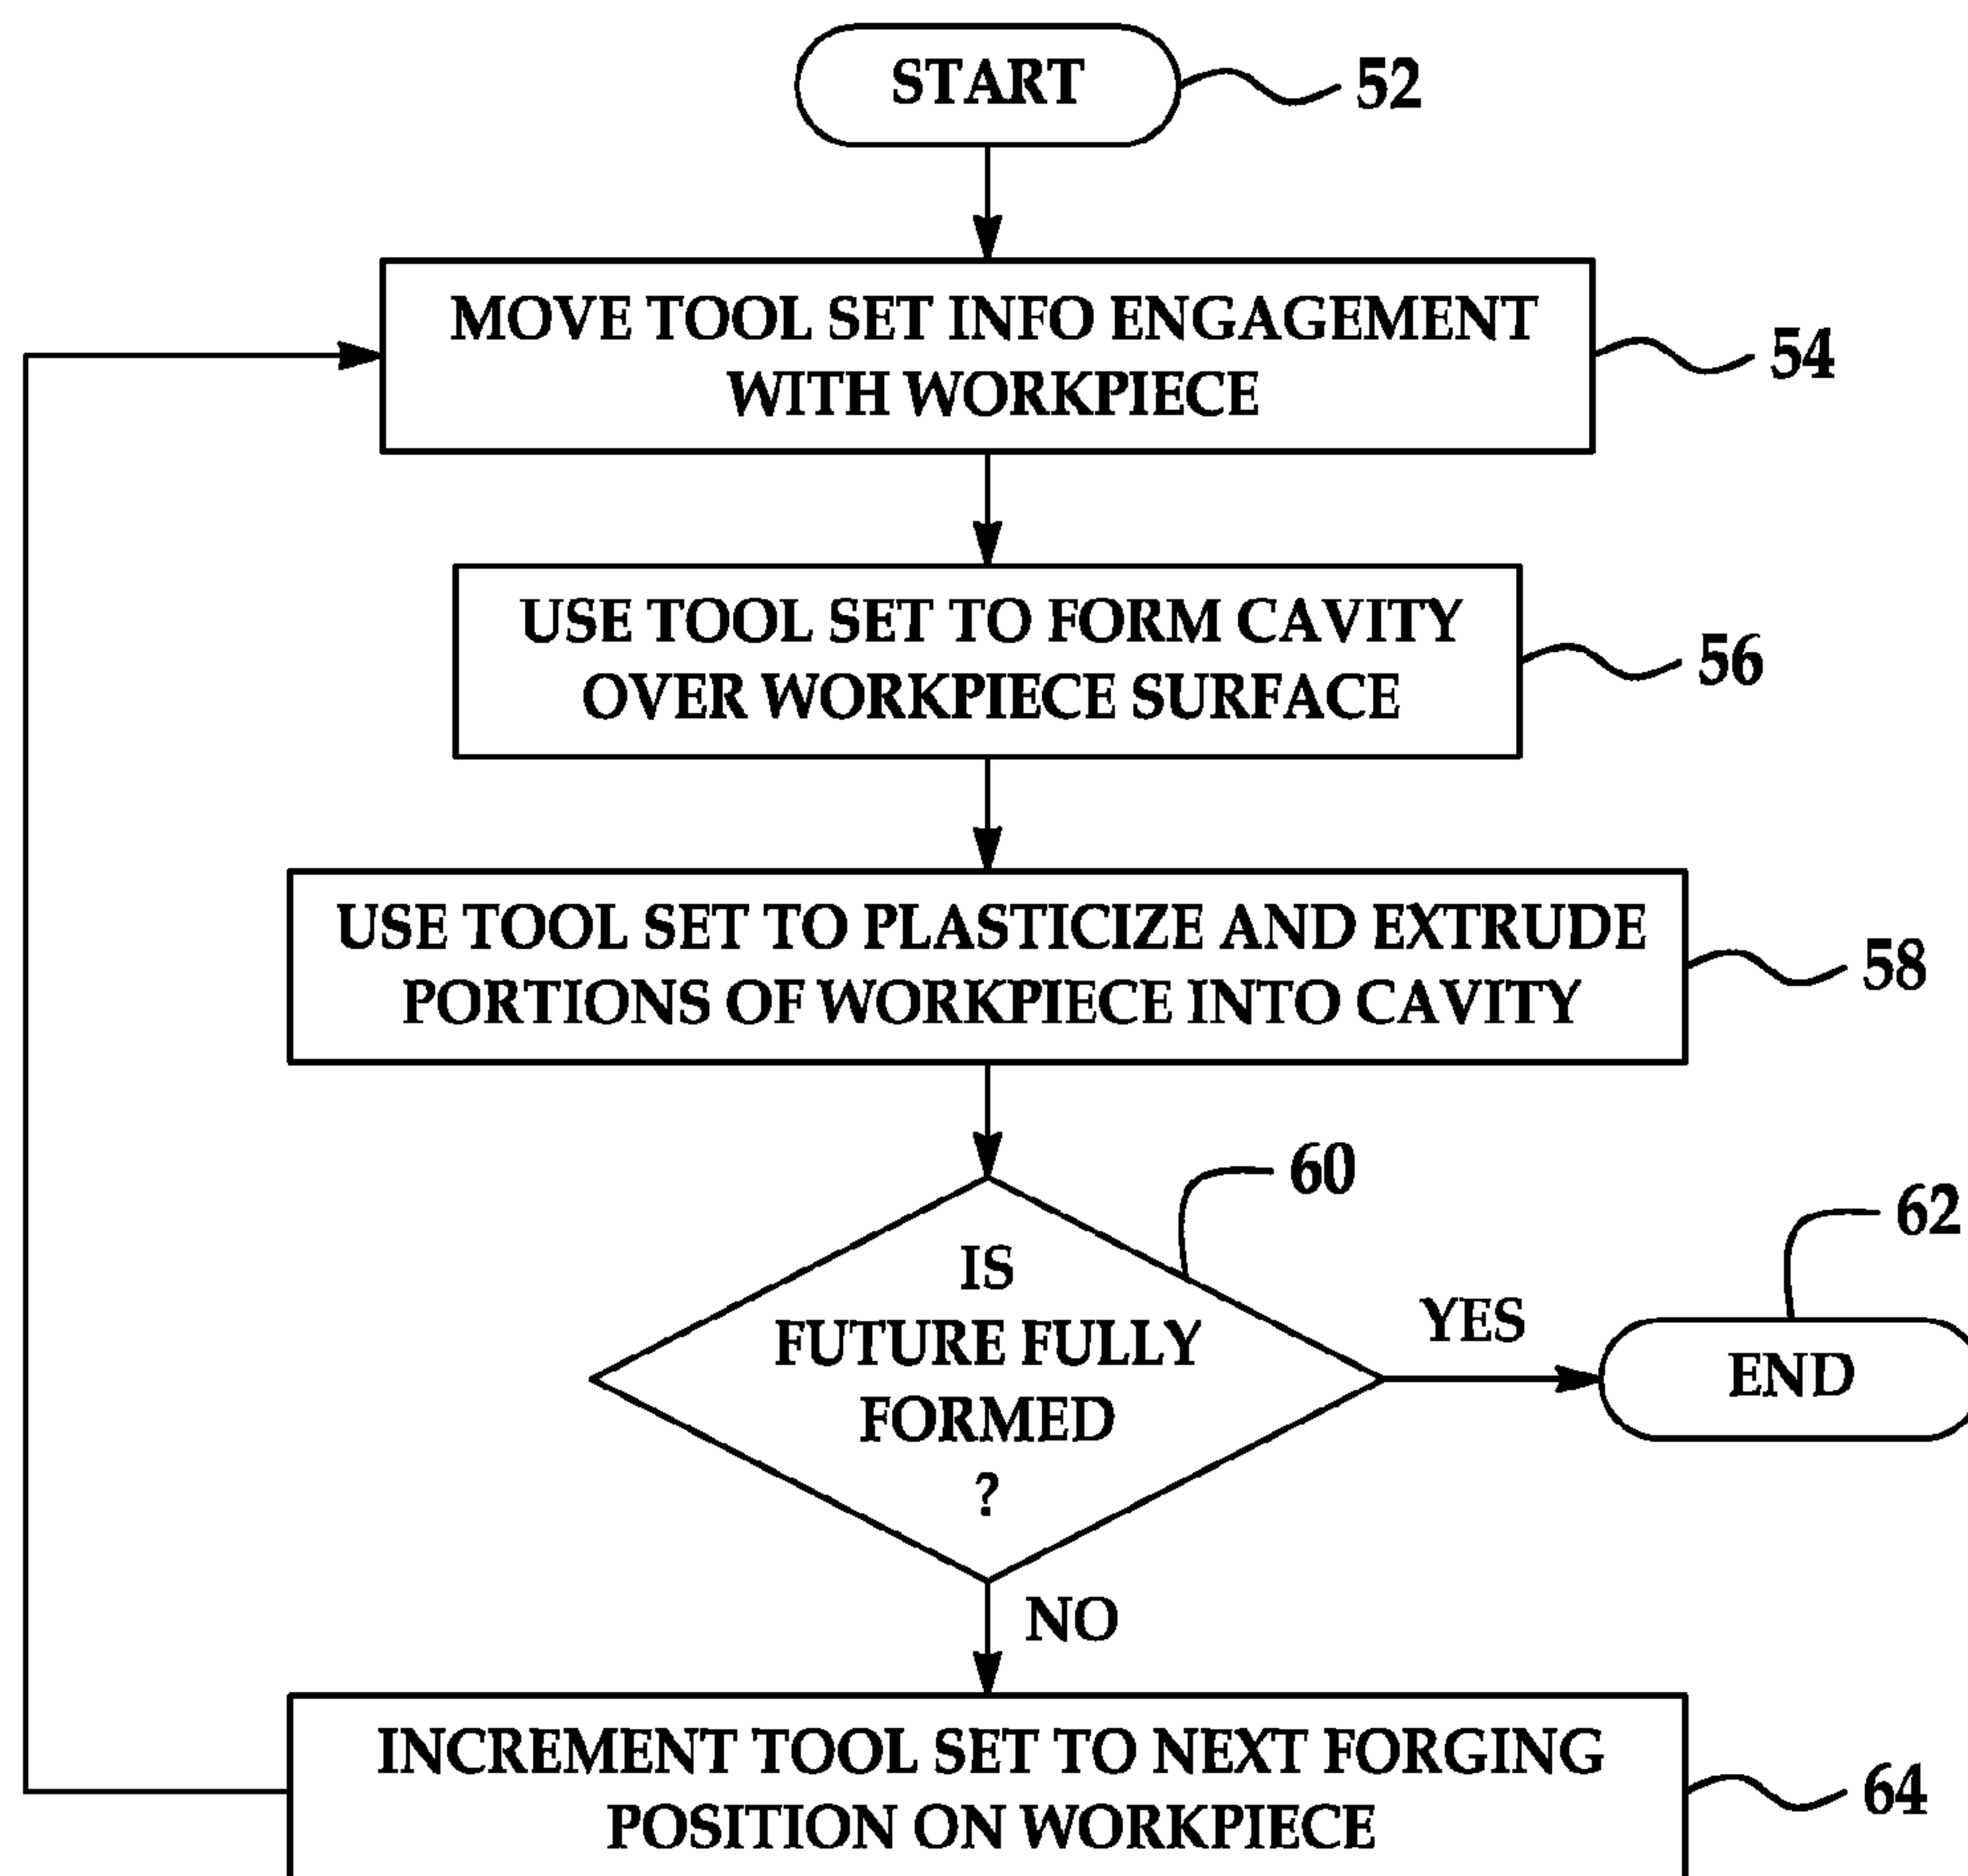 START
52
MOVE TOOL SET INFO ENGAGEMENT
WITH WORKPIECE
54
USE TOOL SET TO FORM CAVITY
OVER WORKPIECE SURFACE
56
USE TOOL SET TO PLASTICIZE AND EXTRUDE
PORTIONS OF WORKPIECE INTO CAVITY
58
60
IS
FUTURE FULLY
FORMED
?
YES
62
END
NO
INCREMENT TOOL SET TO NEXT FORGING
POSITION ON WORKPIECE
64